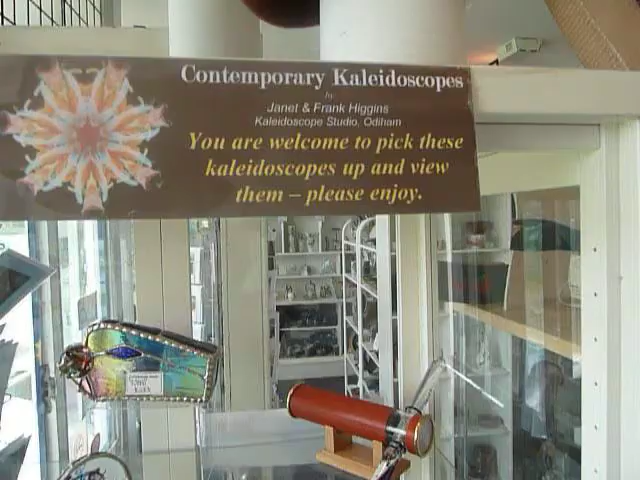 Contemporary Kaleidoscopes
by
Janet & Frank Higgins
Kaleidoscope Studio, Odiham
You are welcome to pick these
kaleidoscopes up and view
them – please enjoy.